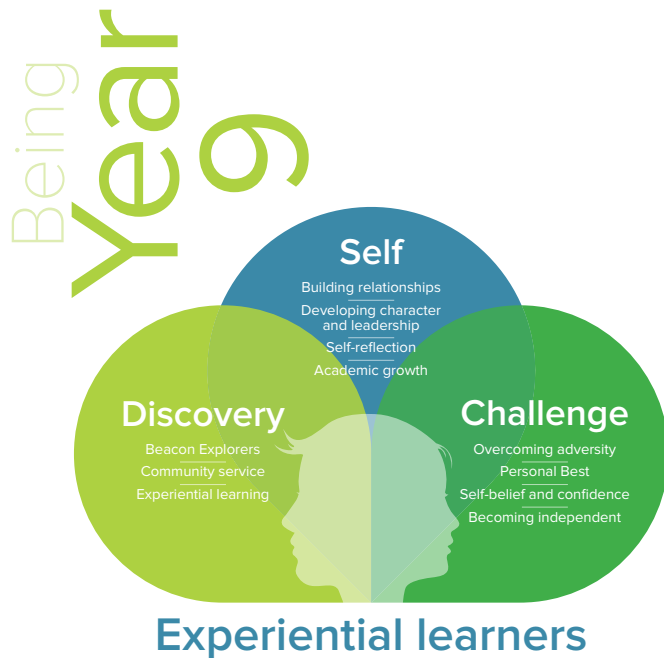 Being
Year
9
Self
Building relationships
Developing character
and leadership
Self-reflection
Academic growth
Discovery
Beacon Explorers
Community service
Experiential learning
Challenge
Overcoming adversity
Personal Best
Self-belief and confidence
Becoming independent
Experiential learners